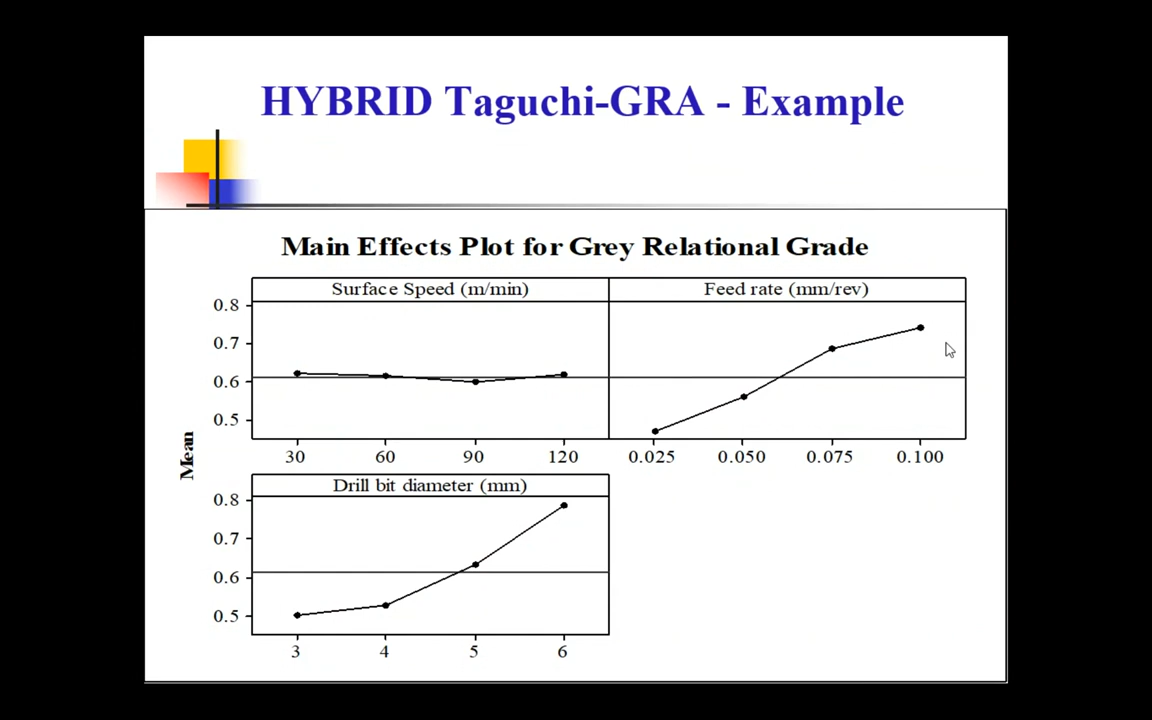 HYBRID Taguchi-GRA - Example
Main Effects Plot for Grey Relational Grade
Surface Speed (m/min) Feed rate (mm/rev)
0.8
0.7
0.6
0.5
30 60 90 120 0.025 0.050 0.075 0.100
Mean
Drill bit diameter (mm)
0.8
0.7
0.6
0.5
3 4 5 6